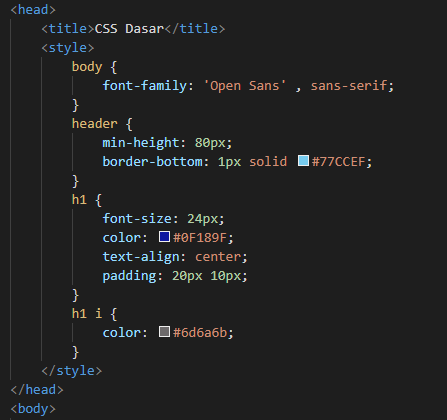 <head>
<title>CSS Dasar</title>
<style>
body {
font-family: 'Open Sans' , sans-serif;
}
header {
min-height: 80px;
border-bottom: 1px solid #77CCEF;
}
h1 {
font-size: 24px;
color: #0F189F;
text-align: center;
padding: 20px 10px;
}
h1 i {
color: #6d6a6b;
}
</style>
</head>
<body>